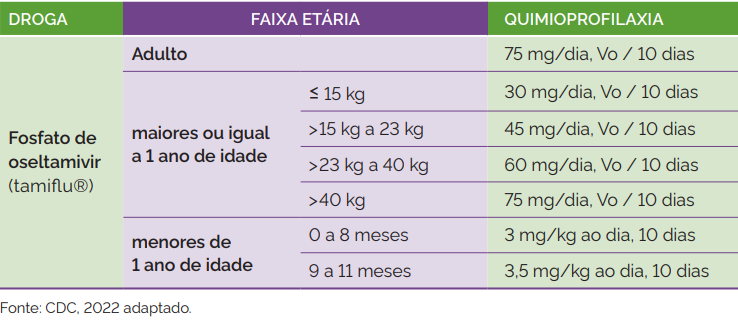 DROGA FAIXA ETÁRIA QUIMIOPROFILAXIA
Fosfato de
oseltamivir
(tamiflu®)
Adulto 75 mg/dia, Vo / 10 dias
maiores ou igual
a 1 ano de idade
≤ 15 kg 30 mg/dia, Vo / 10 dias
>15 kg a 23 kg 45 mg/dia, Vo / 10 dias
>23 kg a 40 kg 60 mg/dia, Vo / 10 dias
>40 kg 75 mg/dia, Vo / 10 dias
menores de
1 ano de idade
0 a 8 meses 3 mg/kg ao dia, 10 dias
9 a 11 meses 3,5 mg/kg ao dia, 10 dias
Fonte: CDC, 2022 adaptado.